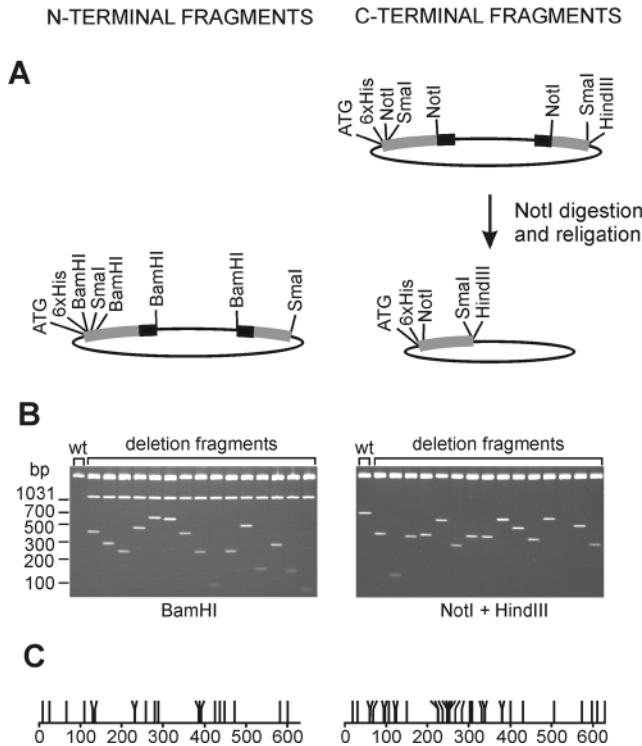 N-TERMINAL FRAGMENTS
C-TERMINAL FRAGMENTS
A
ATG
6xHis
NotI
SmaI
NotI
NotI
SmaI
HindIII
NotI digestion
and religation
ATG
6xHis
BamHI
SmaI
BamHI
BamHI
BamHI
SmaI
ATG
6xHis
NotI
SmaI
HindIII
B
wt
deletion fragments
bp
1031
700
500
300
200
100
BamHI
wt
deletion fragments
NotI + HindIII
C
0 100 200 300 400 500 600
0 100 200 300 400 500 600